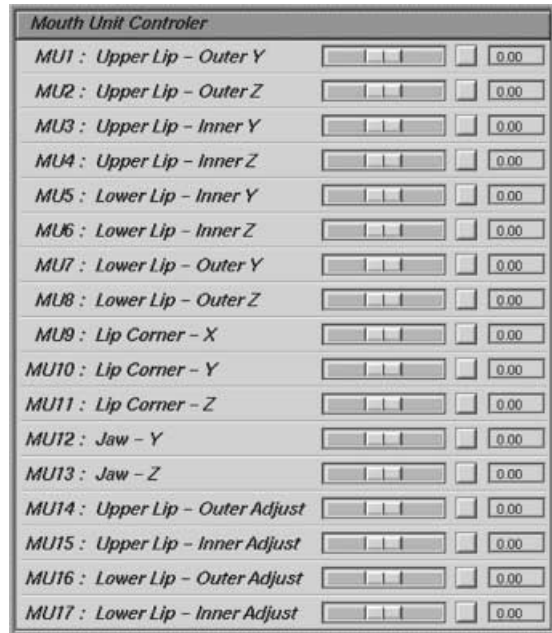 Mouth Unit Controler
MU1 : Upper Lip – Outer Y 0.00
MU2 : Upper Lip – Outer Z 0.00
MU3 : Upper Lip – Inner Y 0.00
MU4 : Upper Lip – Inner Z 0.00
MU5 : Lower Lip – Inner Y 0.00
MU6 : Lower Lip – Inner Z 0.00
MU7 : Lower Lip – Outer Y 0.00
MU8 : Lower Lip – Outer Z 0.00
MU9 : Lip Corner – X 0.00
MU10 : Lip Corner – Y 0.00
MU11 : Lip Corner – Z 0.00
MU12 : Jaw – Y 0.00
MU13 : Jaw – Z 0.00
MU14 : Upper Lip – Outer Adjust 0.00
MU15 : Upper Lip – Inner Adjust 0.00
MU16 : Lower Lip – Outer Adjust 0.00
MU17 : Lower Lip – Inner Adjust 0.00